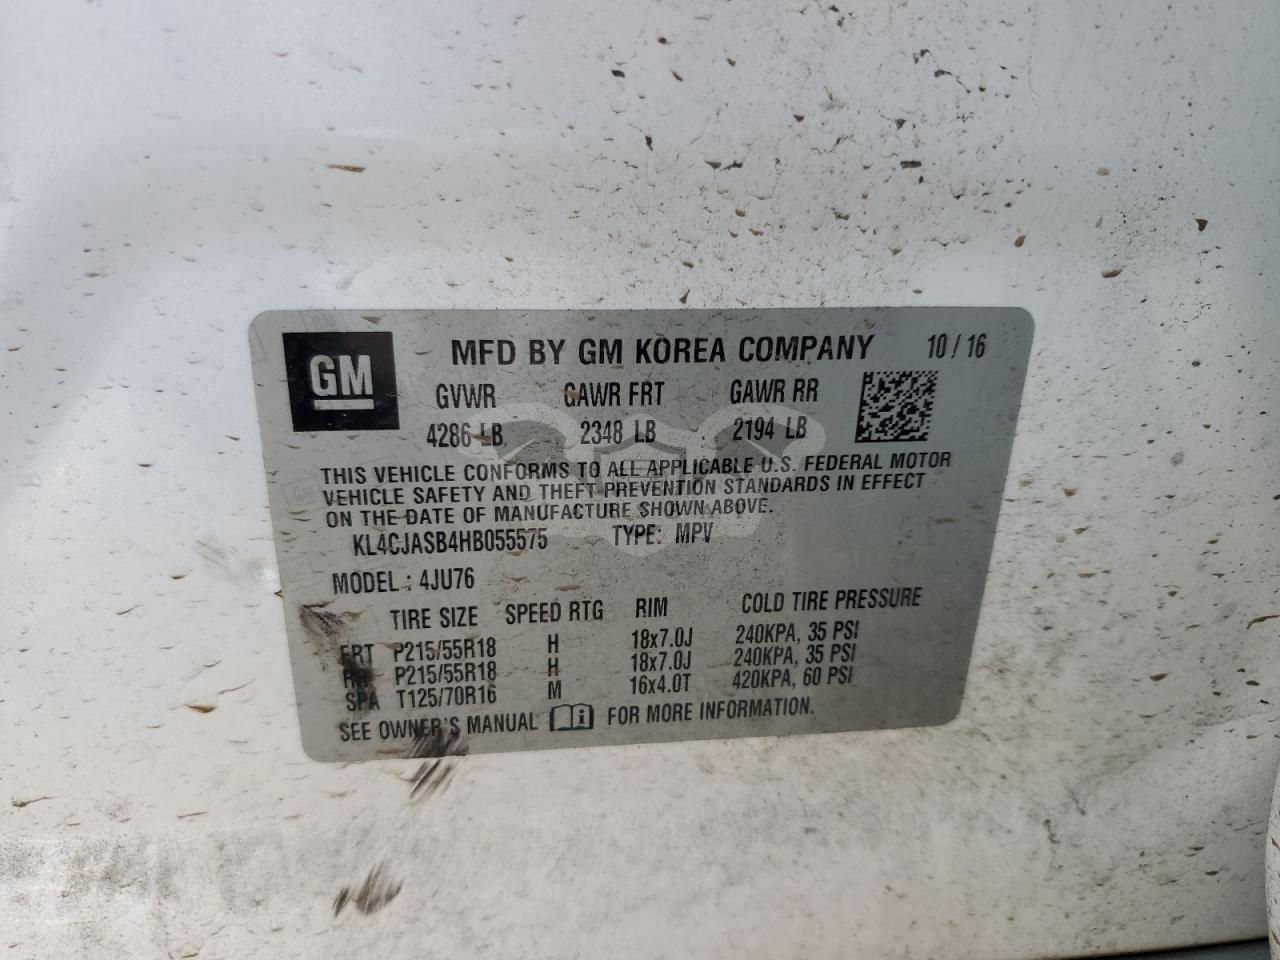 GM
MFD BY GM KOREA COMPANY 10 / 16
GVWR GAWR FRT GAWR RR
4286 LB 2348 LB 2194 LB
THIS VEHICLE CONFORMS TO ALL APPLICABLE U.S. FEDERAL MOTOR
VEHICLE SAFETY AND THEFT PREVENTION STANDARDS IN EFFECT
ON THE DATE OF MANUFACTURE SHOWN ABOVE.
KL4CJASB4HB055575 TYPE: MPV
MODEL : 4JU76
TIRE SIZE SPEED RTG RIM COLD TIRE PRESSURE
FRT P215/55R18 H 18x7.0J 240KPA, 35 PSI
RR P215/55R18 H 18x7.0J 240KPA, 35 PSI
SPA T125/70R16 M 16x4.0T 420KPA, 60 PSI
SEE OWNER'S MANUAL i FOR MORE INFORMATION.